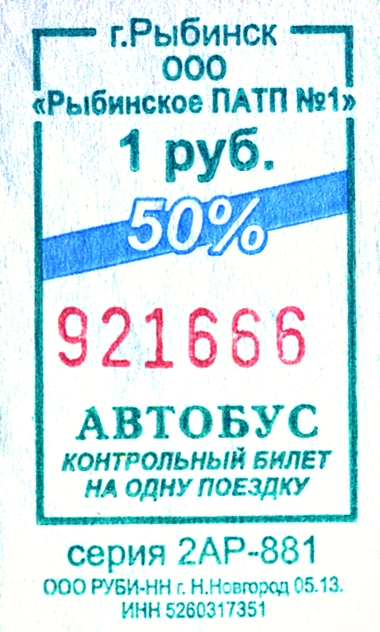 г.Рыбинск
ООО
«Рыбинское ПАТП №1»
1 руб.
50%
921666
АВТОБУС
КОНТРОЛЬНЫЙ БИЛЕТ
НА ОДНУ ПОЕЗДКУ
серия 2АР-881
ООО РУБИ-НН г. Н.Новгород 05.13.
ИНН 5260317351